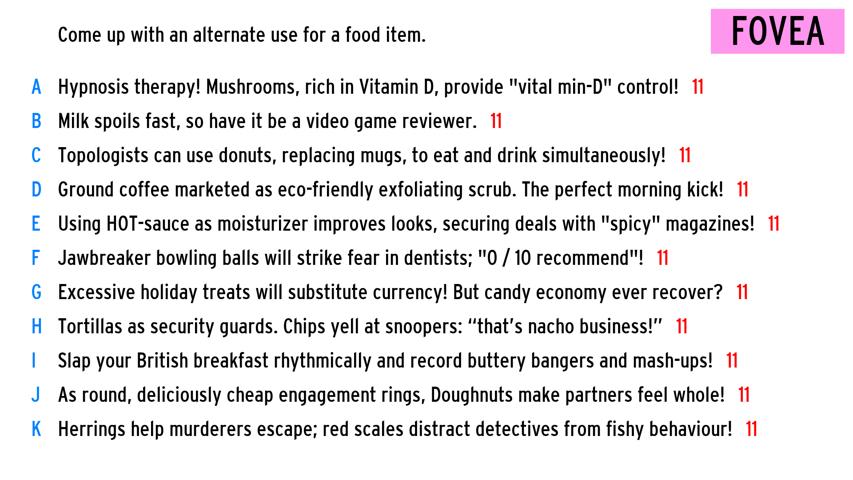 Come up with an alternate use for a food item.
FOVEA
A Hypnosis therapy! Mushrooms, rich in Vitamin D, provide "vital min-D" control! 11
B Milk spoils fast, so have it be a video game reviewer. 11
C Topologists can use donuts, replacing mugs, to eat and drink simultaneously! 11
D Ground coffee marketed as eco-friendly exfoliating scrub. The perfect morning kick! 11
E Using HOT-sauce as moisturizer improves looks, securing deals with "spicy" magazines! 11
F Jawbreaker bowling balls will strike fear in dentists; "0 / 10 recommend"! 11
G Excessive holiday treats will substitute currency! But candy economy ever recover? 11
H Tortillas as security guards. Chips yell at snoopers: “that’s nacho business!” 11
I Slap your British breakfast rhythmically and record buttery bangers and mash-ups! 11
J As round, deliciously cheap engagement rings, Doughnuts make partners feel whole! 11
K Herrings help murderers escape; red scales distract detectives from fishy behaviour! 11